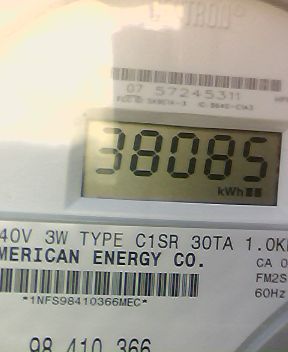 TRON®
07 57245311
38085
kWh
40V 3W TYPE C1SR 30TA 1.0K
MERICAN ENERGY CO.
CA 0
FM2S
60Hz
*1NFS98410366MEC*
98 410 366